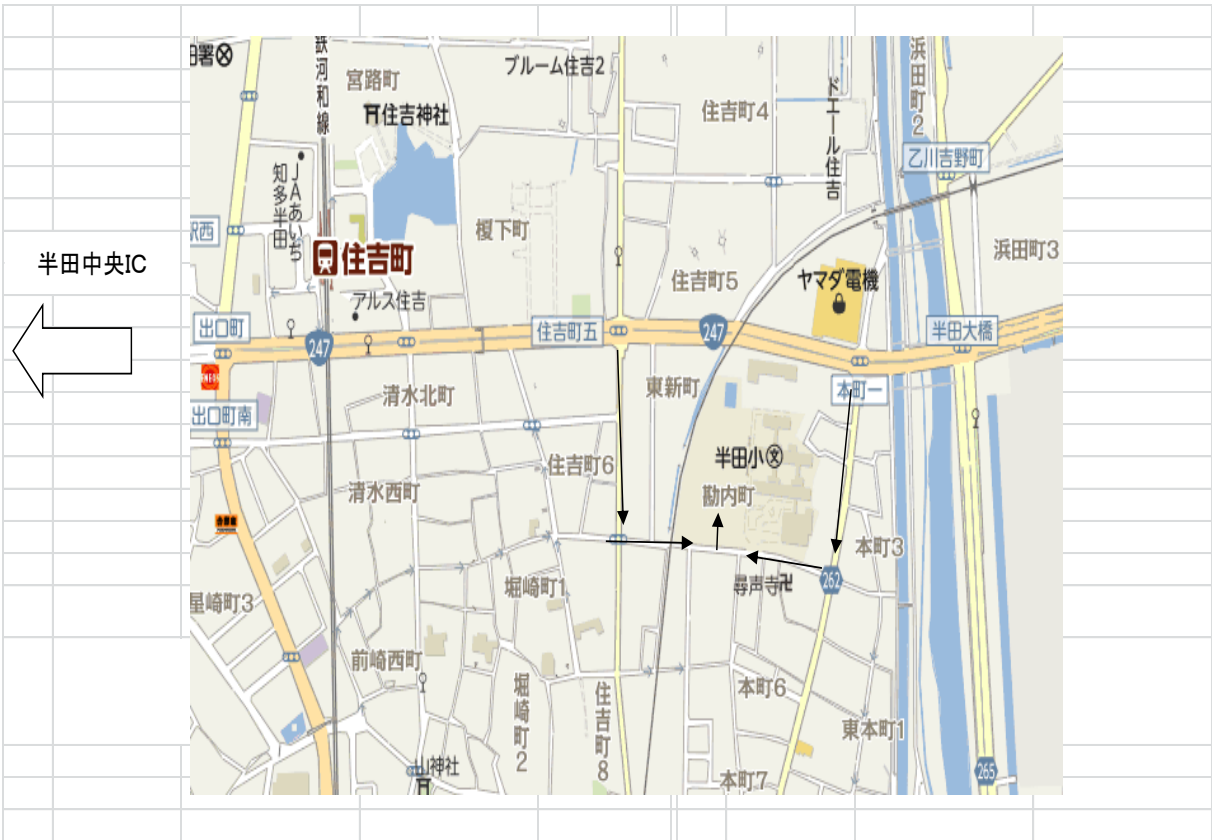 鉄河和線
宮路町
ブルーム住吉2
浜田町2
住吉町4
ドエール住吉
住吉神社
乙川吉野町
JAあいち
知多半田
榎下町
浜田町3
半田中央IC
住吉町
住吉町5
ヤマダ電機
アルス住吉
出口町
247
住吉町五
247
半田大橋
東新町
本町一
清水北町
出口町南
半田小
住吉町6
清水西町
勘内町
本町3
堀崎町1
尋声寺
262
星崎町3
前崎西町
本町6
堀崎町2
住吉町8
東本町1
山神社
本町7
265